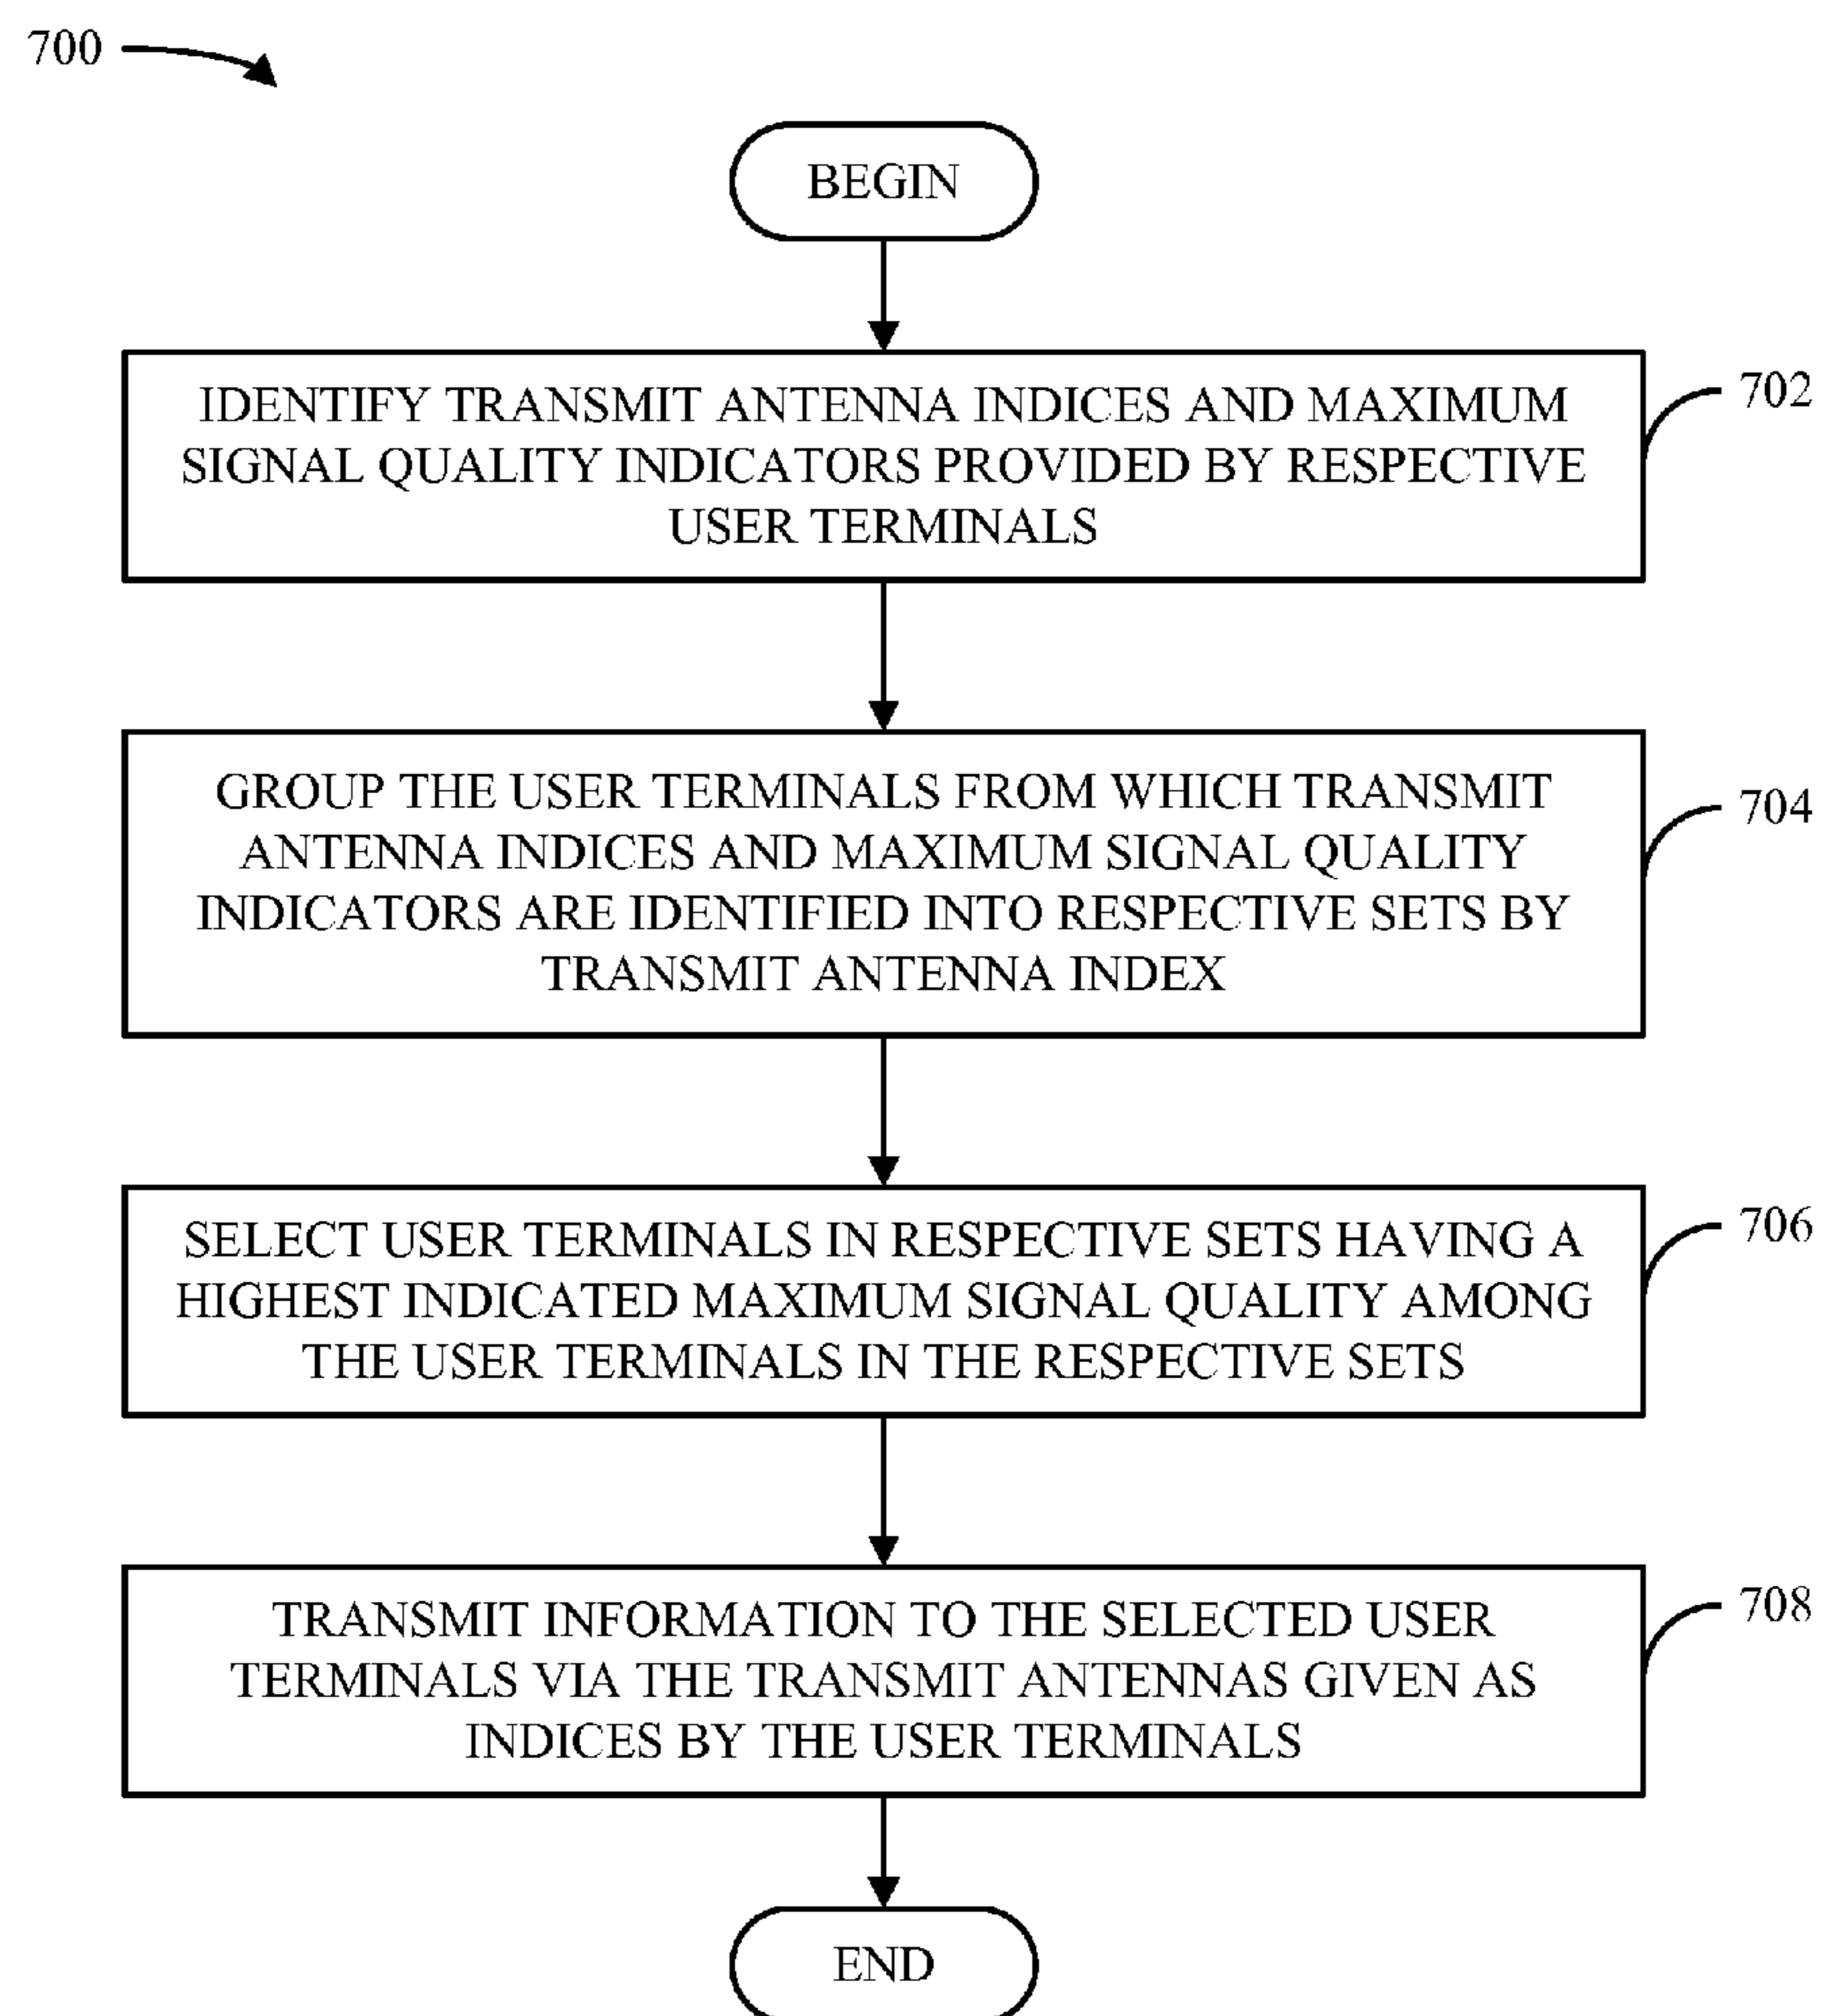 700
BEGIN
IDENTIFY TRANSMIT ANTENNA INDICES AND MAXIMUM
SIGNAL QUALITY INDICATORS PROVIDED BY RESPECTIVE
USER TERMINALS
702
GROUP THE USER TERMINALS FROM WHICH TRANSMIT
ANTENNA INDICES AND MAXIMUM SIGNAL QUALITY
INDICATORS ARE IDENTIFIED INTO RESPECTIVE SETS BY
TRANSMIT ANTENNA INDEX
704
SELECT USER TERMINALS IN RESPECTIVE SETS HAVING A
HIGHEST INDICATED MAXIMUM SIGNAL QUALITY AMONG
THE USER TERMINALS IN THE RESPECTIVE SETS
706
TRANSMIT INFORMATION TO THE SELECTED USER
TERMINALS VIA THE TRANSMIT ANTENNAS GIVEN AS
INDICES BY THE USER TERMINALS
708
END